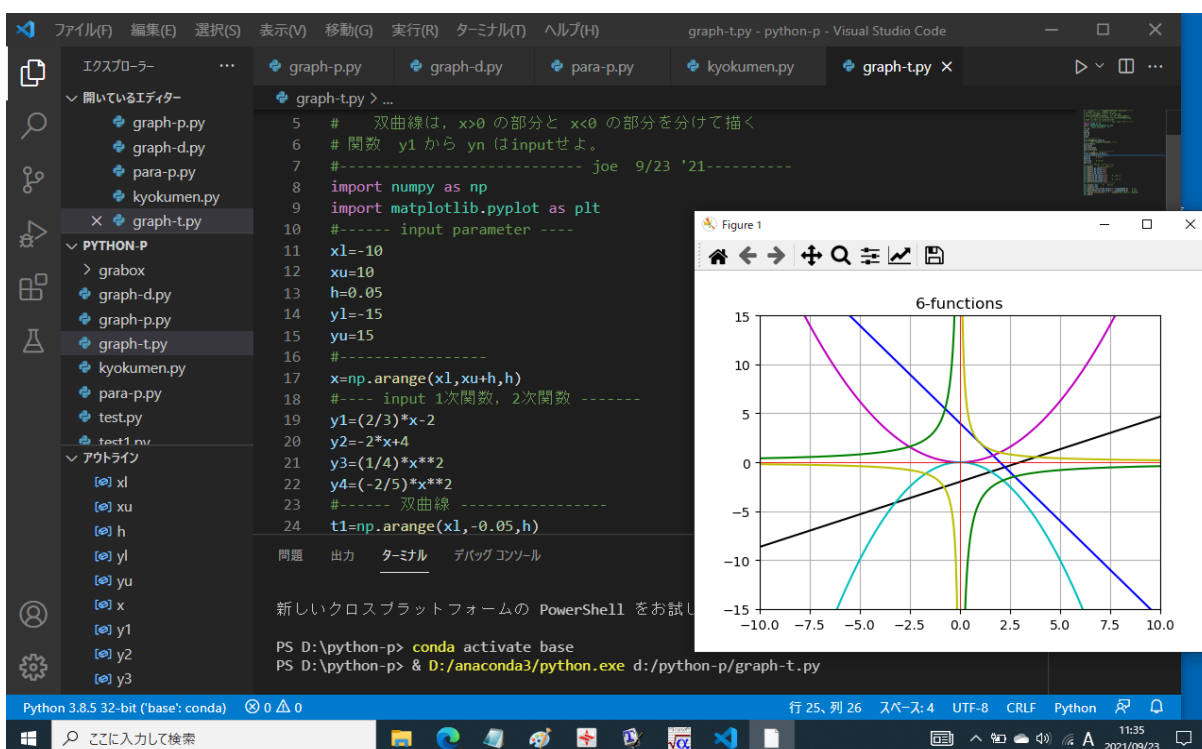 ファイル(F) 編集(E) 選択(S) 表示(V) 移動(G) 実行(R) ターミナル(T) ヘルプ(H) graph-t.py - python-p - Visual Studio Code
エクスプローラー ···
開いているエディター
graph-p.py
graph-d.py
para-p.py
kyokumen.py
graph-t.py
PYTHON-P
grabox
graph-d.py
graph-p.py
graph-t.py
kyokumen.py
para-p.py
test.py
test1.py
アウトライン
xl
xu
h
yl
yu
x
y1
y2
y3
graph-p.py graph-d.py para-p.py kyokumen.py graph-t.py
graph-t.py > ...
5 # 双曲線は，x>0 の部分と x<0 の部分を分けて描く
6 # 関数 y1 から yn はinputせよ。
7 #---------------------------- joe 9/23 '21----------
8 import numpy as np
9 import matplotlib.pyplot as plt
10 #------ input parameter ----
11 xl=-10
12 xu=10
13 h=0.05
14 yl=-15
15 yu=15
16 #-----------------
17 x=np.arange(xl,xu+h,h)
18 #---- input 1次関数, 2次関数 -------
19 y1=(2/3)*x-2
20 y2=-2*x+4
21 y3=(1/4)*x**2
22 y4=(-2/5)*x**2
23 #------ 双曲線 -----------------
24 t1=np.arange(xl,-0.05,h)
問題 出力 ターミナル デバッグ コンソール
新しいクロスプラットフォームの PowerShell をお試し
PS D:\python-p> conda activate base
PS D:\python-p> & D:/anaconda3/python.exe d:/python-p/graph-t.py
Figure 1
6-functions
15
10
5
0
−5
−10
−15
−10.0 −7.5 −5.0 −2.5 0.0 2.5 5.0 7.5 10.0
Python 3.8.5 32-bit ('base': conda) 0 0 行 25、列 26 スペース: 4 UTF-8 CRLF Python
ここに入力して検索 A 11:35
2021/09/23